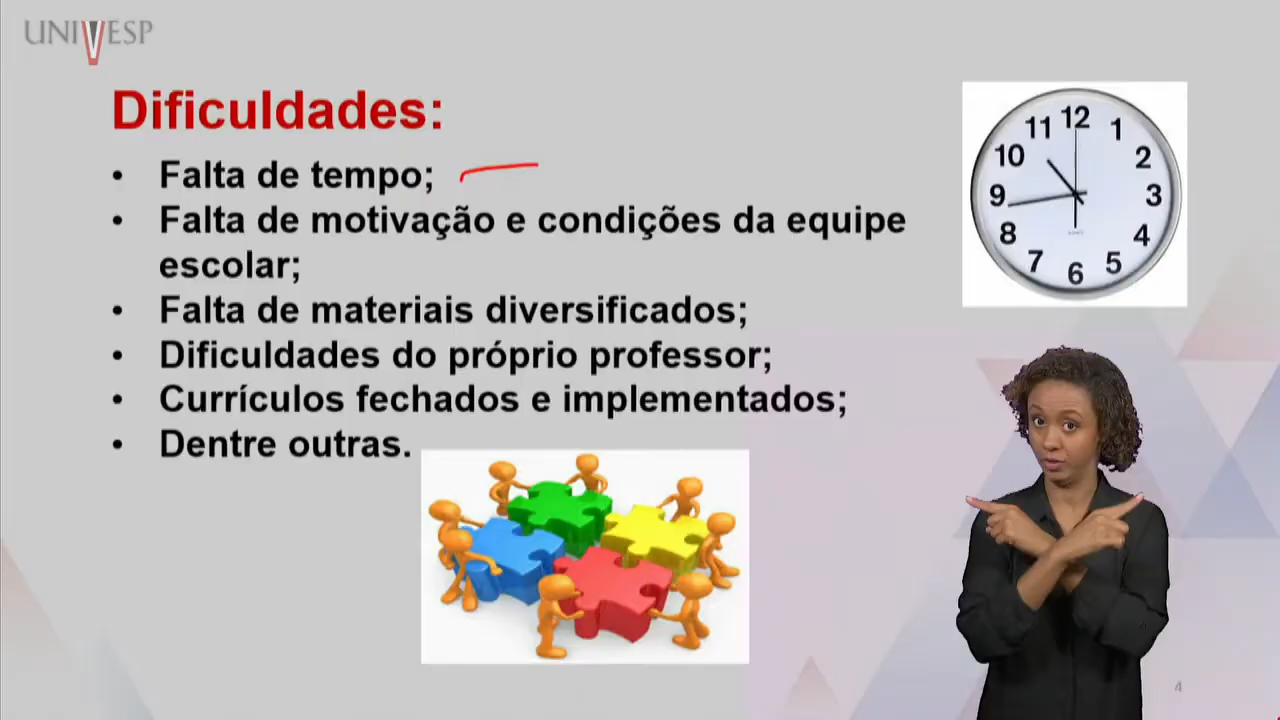 UNIVESP
Dificuldades:
• Falta de tempo;
• Falta de motivação e condições da equipe
escolar;
• Falta de materiais diversificados;
• Dificuldades do próprio professor;
• Currículos fechados e implementados;
• Dentre outras.
12
11 1
10 2
9 3
8 4
7 5
6
4